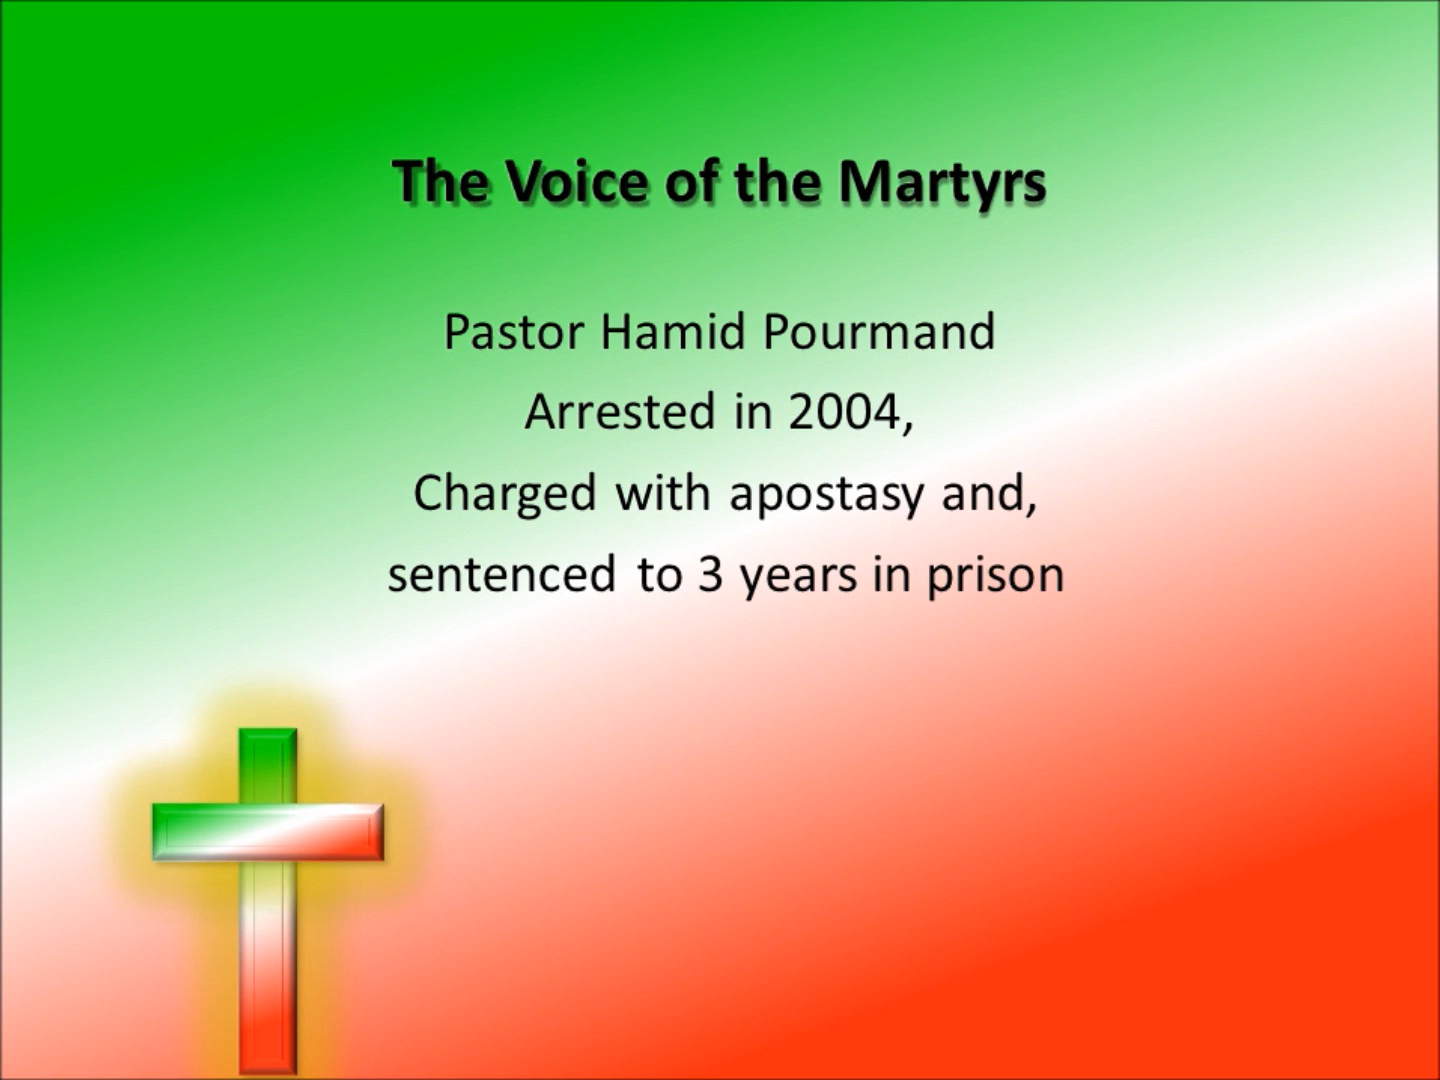 The Voice of the Martyrs
Pastor Hamid Pourmand
Arrested in 2004,
Charged with apostasy and,
sentenced to 3 years in prison